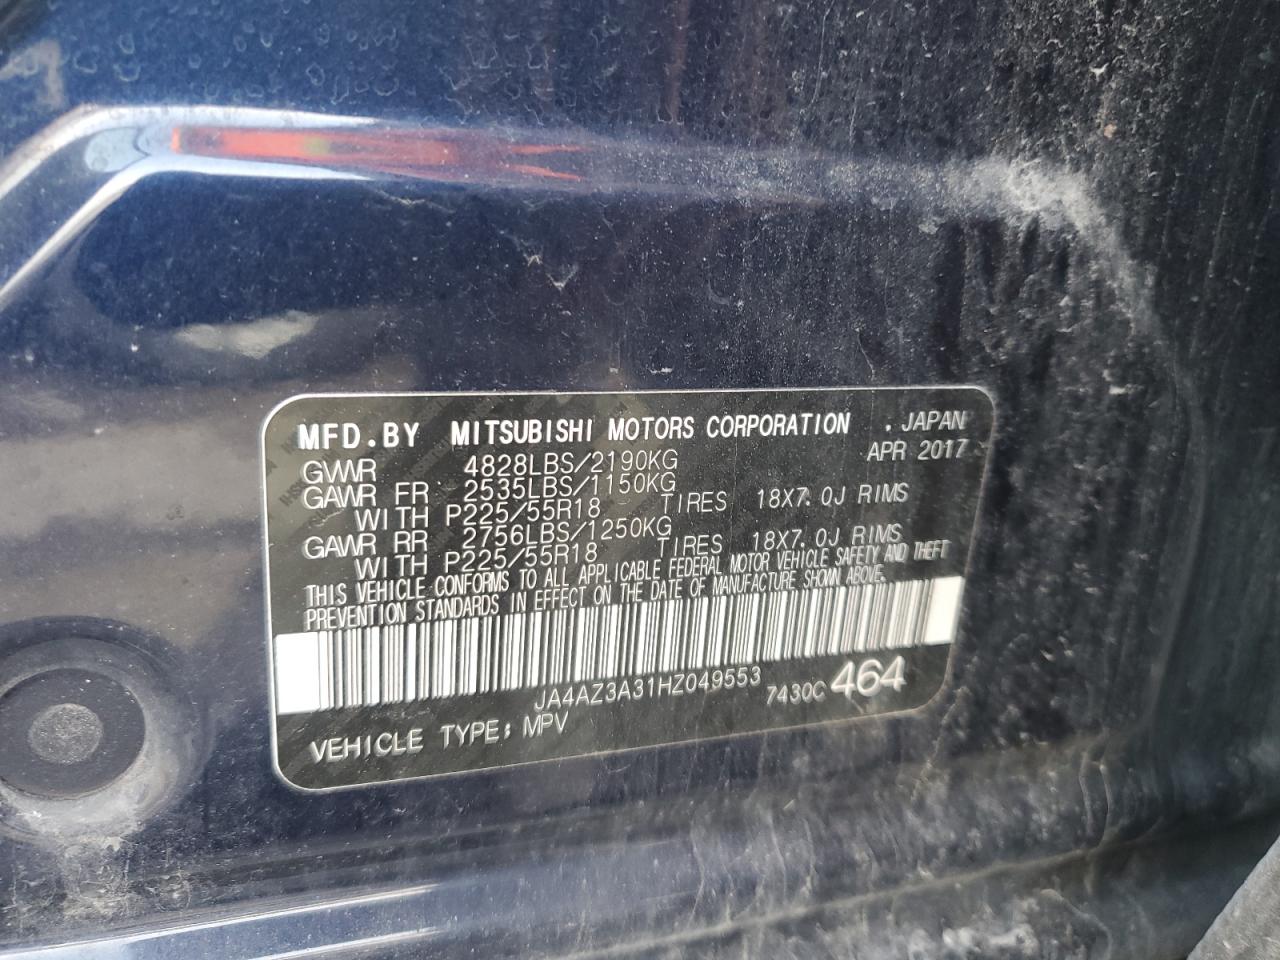 MFD.BY MITSUBISHI MOTORS CORPORATION . JAPAN
GVWR 4828LBS/2190KG APR 2017
GAWR FR 2535LBS/1150KG
WITH P225/55R18 TIRES 18X7.0J RIMS
GAWR RR 2756LBS/1250KG
WITH P225/55R18 TIRES 18X7.0J RIMS
THIS VEHICLE CONFORMS TO ALL APPLICABLE FEDERAL MOTOR VEHICLE SAFETY AND THEFT
PREVENTION STANDARDS IN EFFECT ON THE DATE OF MANUFACTURE SHOWN ABOVE.
JA4AZ3A31HZ049553 7430C 464
VEHICLE TYPE; MPV